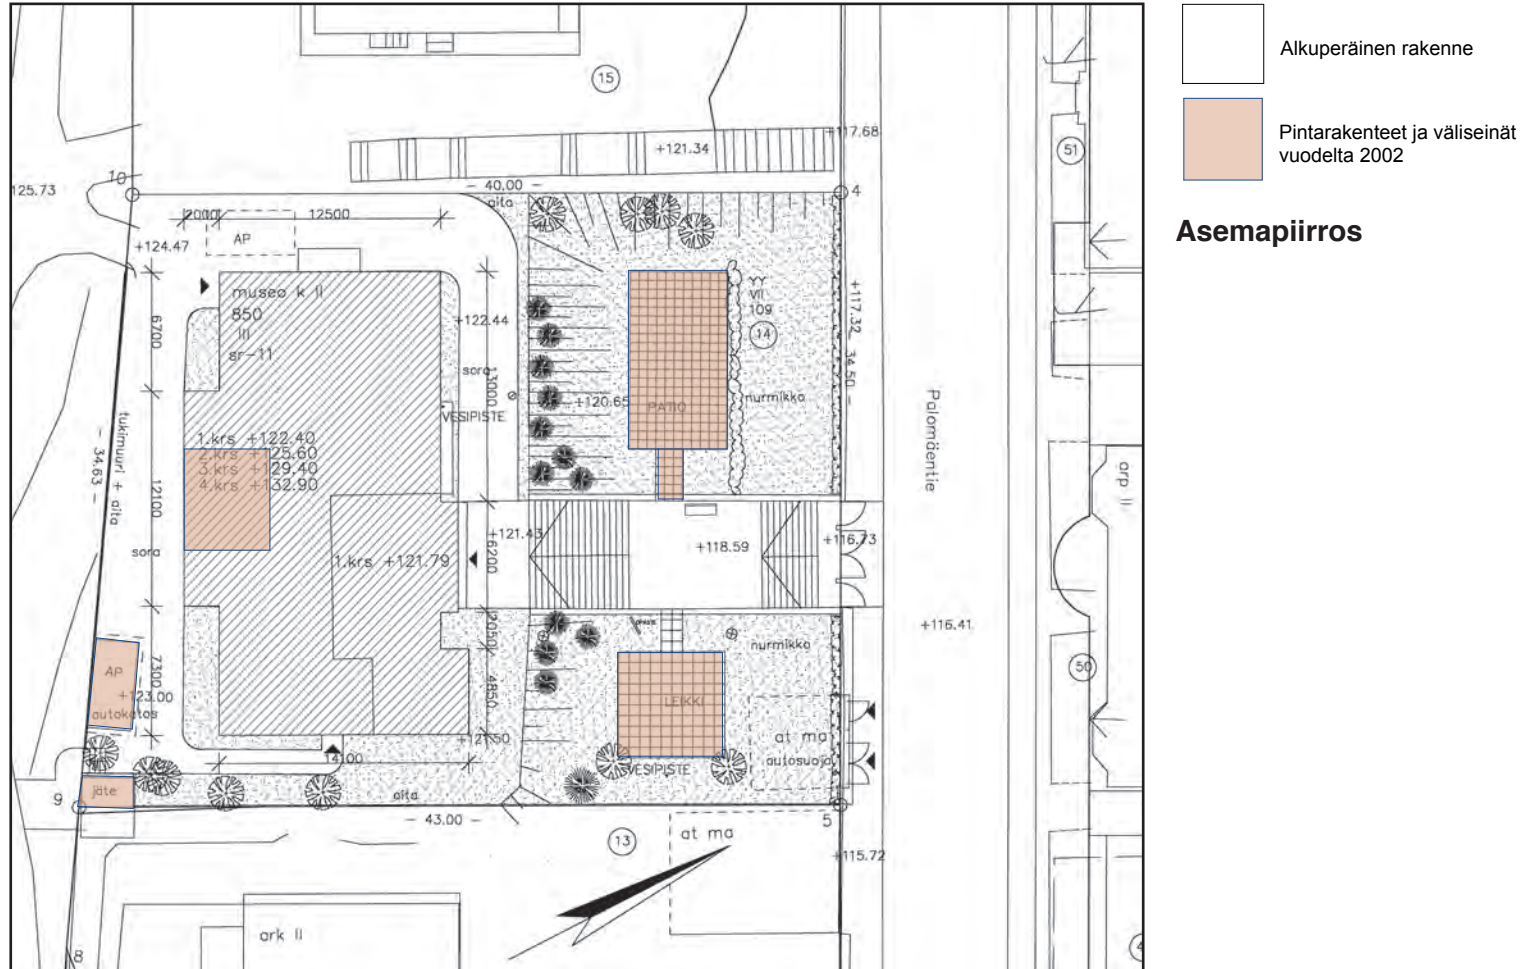 Alkuperäinen rakenne
Pintarakenteet ja väliseinät
vuodelta 2002
Asemapiirros
15
+117.68
51
+121.34
10
125.73
- 40.00 -
aita
4
2000
12500
AP
+124.47
museo k II
850
III
sr-11
YY
VII
109
14
+117.32
- 34.50 -
+122.44
6700
sora
13000
+120.65
PATIO
nurmikko
VESIPISTE
Palomäentie
tukimuuri + aita
- 34.63 -
1.krs +122.40
2.krs +125.60
3.krs +129.40
4.krs +132.90
12100
arp II
sora
+121.43
6200
1.krs +121.79
+118.59
+116.73
2050
nurmikko
+116.41
50
AP
7300
+123.00
autokatos
4850
LEIKKI
at ma
autosuoja
14100
VESIPISTE
jäte
9
aita
- 43.00 -
5
13
at ma
+115.72
ark II
8